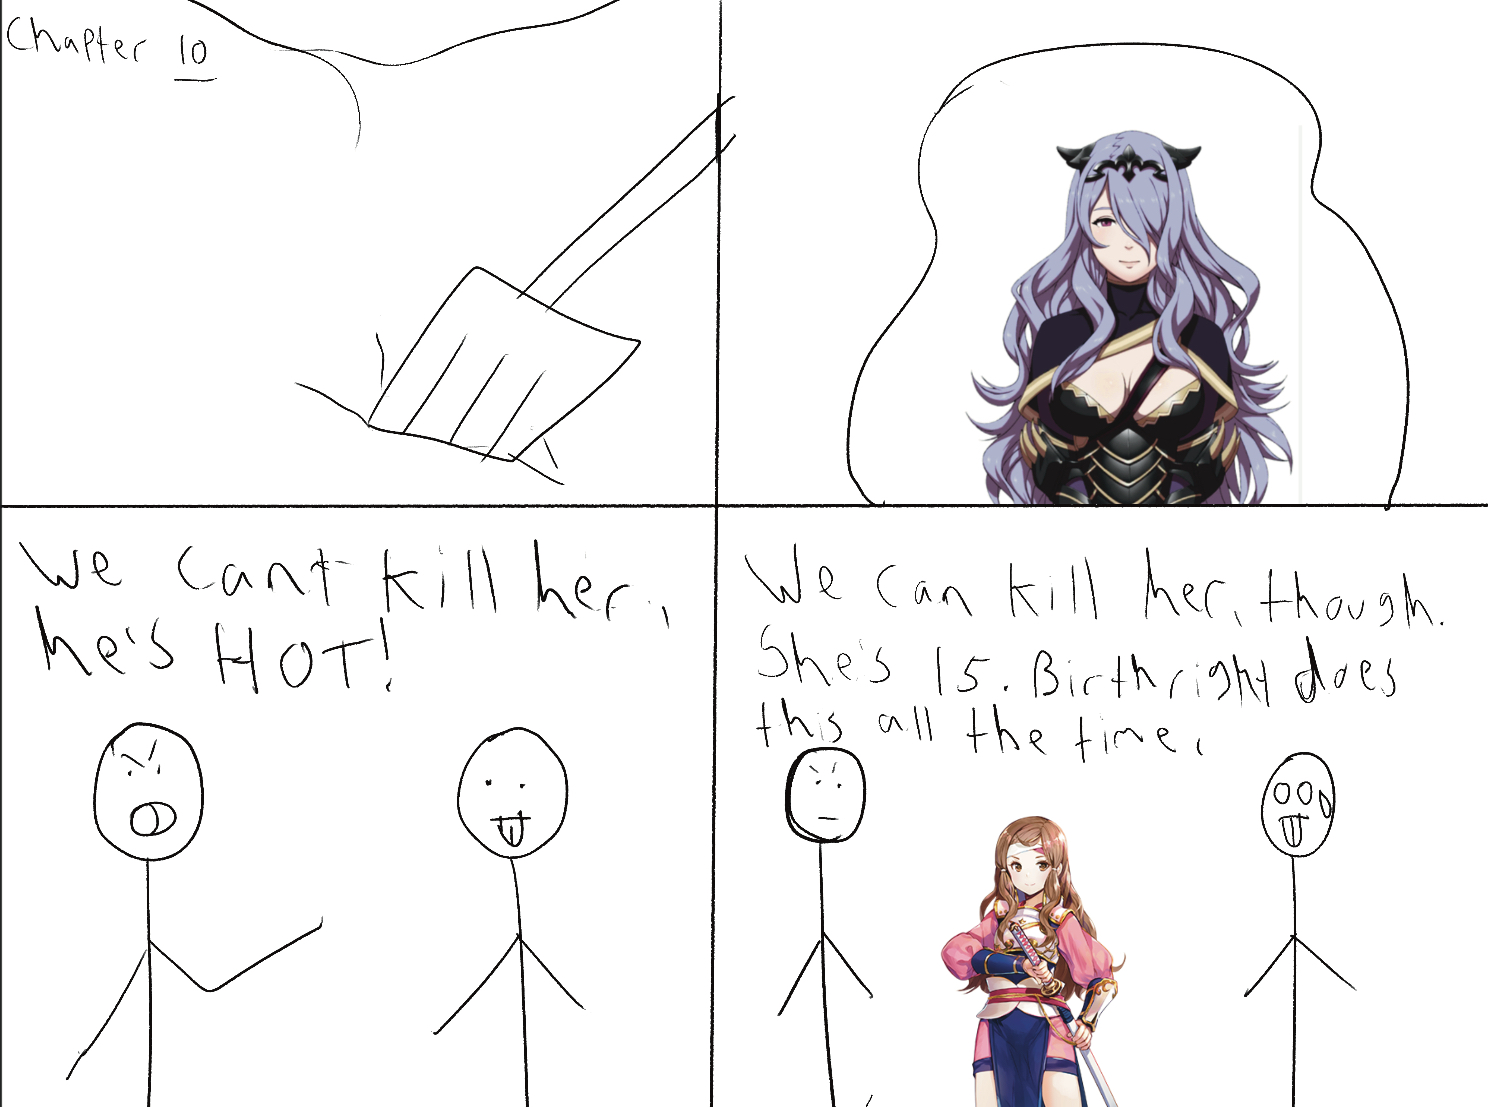 Chapter 10
We cant kill her,
he's HOT!
We can kill her, though.
She's 15. Birthright does
this all the time.